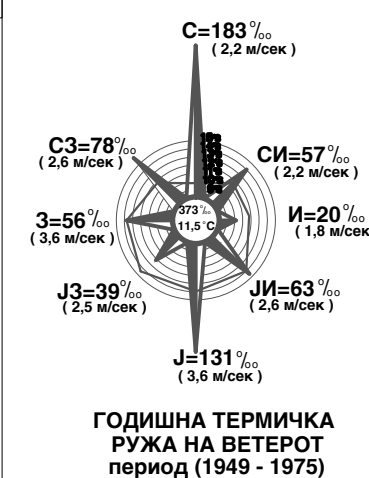 С=183‰
( 2,2 м/сек )
СЗ=78‰
( 2,6 м/сек )
СИ=57‰
( 2,2 м/сек )
373‰
11,5°C
З=56‰
( 3,6 м/сек )
И=20‰
( 1,8 м/сек
ЈЗ=39‰
( 2,5 м/сек )
ЈИ=63‰
( 2,6 м/сек )
Ј=131‰
( 3,6 м/сек )
ГОДИШНА ТЕРМИЧКА
РУЖА НА ВЕТЕРОТ
период (1949 - 1975)